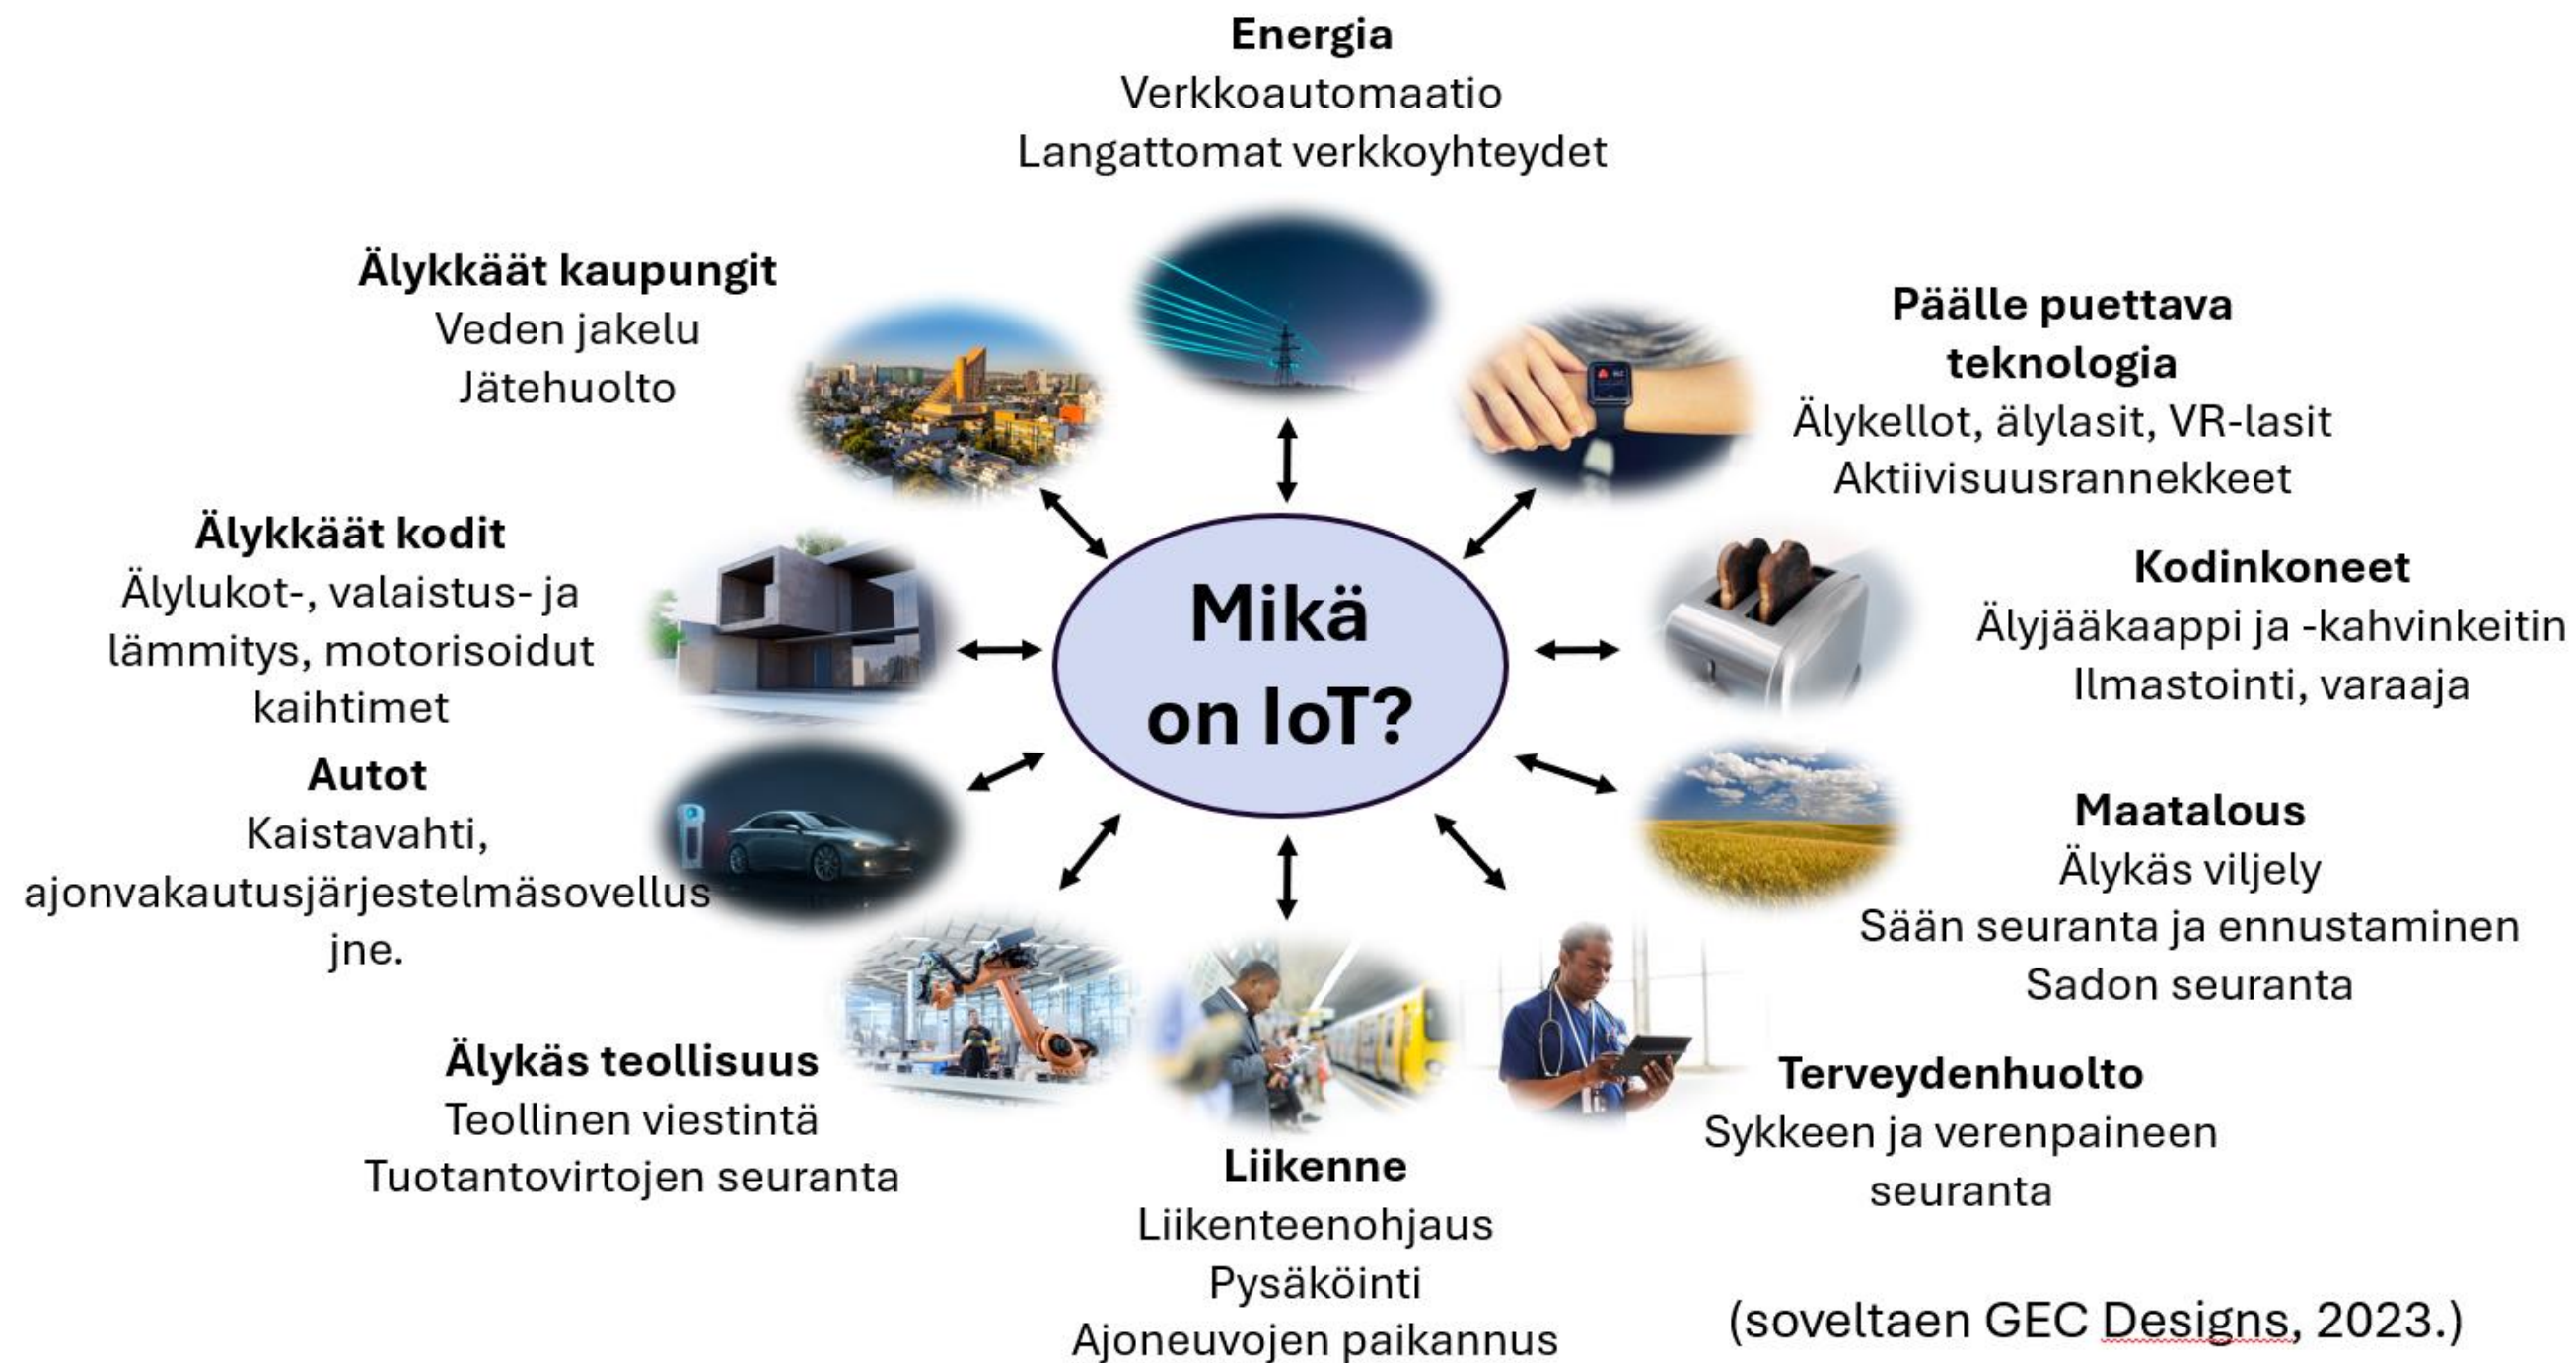 Energia
Verkkoautomaatio
Langattomat verkkoyhteydet
Älykkäät kaupungit
Veden jakelu
Jätehuolto
Päälle puettava
teknologia
Älykellot, älylasit, VR-lasit
Aktiivisuusrannekkeet
Älykkäät kodit
Älylukot-, valaistus- ja
lämmitys, motorisoidut
kaihtimet
Mikä
on IoT?
Kodinkoneet
Älyjääkaappi ja -kahvinkeitin
Ilmastointi, varaaja
Autot
Kaistavahti,
ajonvakautusjärjestelmäsovellus
jne.
Maatalous
Älykäs viljely
Sään seuranta ja ennustaminen
Sadon seuranta
Älykäs teollisuus
Teollinen viestintä
Tuotantovirtojen seuranta
Terveydenhuolto
Sykkeen ja verenpaineen
seuranta
Liikenne
Liikenteenohjaus
Pysäköinti
Ajoneuvojen paikannus
(soveltaen GEC Designs, 2023.)